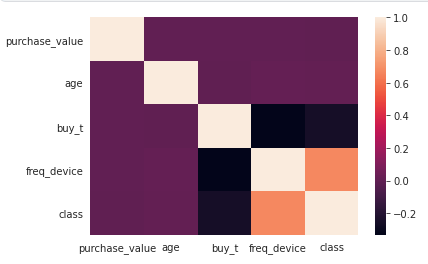 purchase_value
age
buy_t
freq_device
class
purchase_value age buy_t freq_device class
1.0
0.8
0.6
0.4
0.2
0.0
−0.2